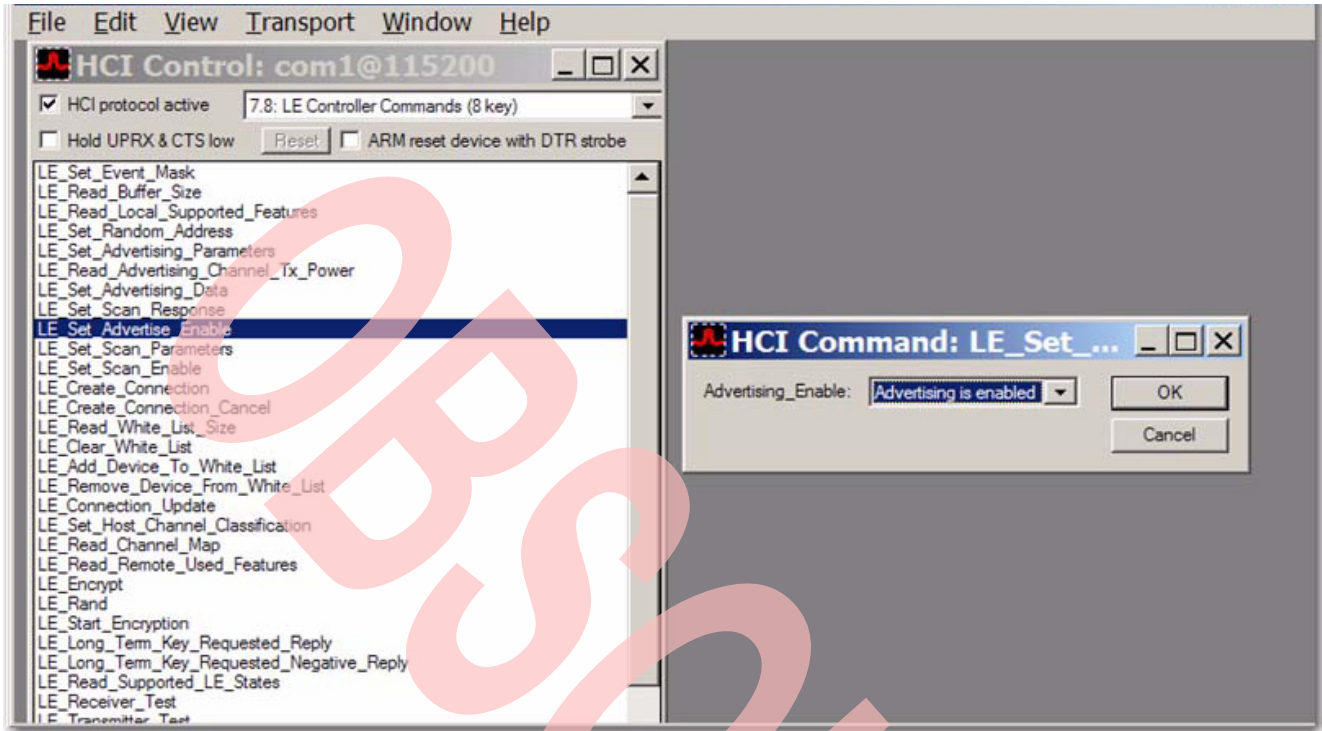 File Edit View Transport Window Help
HCI Control: com1@115200
HCI protocol active 7.8: LE Controller Commands (8 key)
Hold UPRX & CTS low Reset ARM reset device with DTR strobe
LE_Set_Event_Mask
LE_Read_Buffer_Size
LE_Read_Local_Supported_Features
LE_Set_Random_Address
LE_Set_Advertising_Parameters
LE_Read_Advertising_Channel_Tx_Power
LE_Set_Advertising_Data
LE_Set_Scan_Response
LE_Set_Advertise_Enable
LE_Set_Scan_Parameters
LE_Set_Scan_Enable
LE_Create_Connection
LE_Create_Connection_Cancel
LE_Read_White_List_Size
LE_Clear_White_List
LE_Add_Device_To_White_List
LE_Remove_Device_From_White_List
LE_Connection_Update
LE_Set_Host_Channel_Classification
LE_Read_Channel_Map
LE_Read_Remote_Used_Features
LE_Encrypt
LE_Rand
LE_Start_Encryption
LE_Long_Term_Key_Requested_Reply
LE_Long_Term_Key_Requested_Negative_Reply
LE_Read_Supported_LE_States
LE_Receiver_Test
LE_Transmitter_Test
HCI Command: LE_Set_...
Advertising_Enable: Advertising is enabled OK
Cancel
OBSO